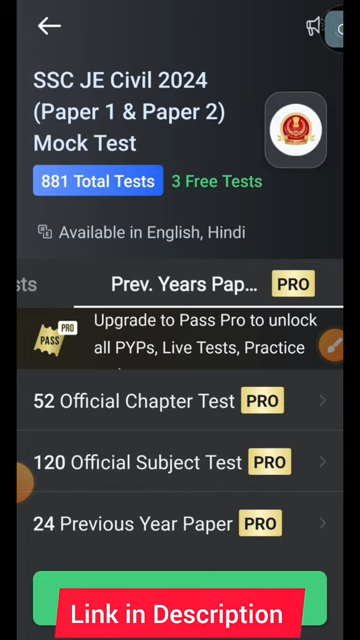 SSC JE Civil 2024
(Paper 1 & Paper 2)
Mock Test
881 Total Tests 3 Free Tests
Available in English, Hindi
sts Prev. Years Pap... PRO
PASS PRO Upgrade to Pass Pro to unlock
all PYPs, Live Tests, Practice
52 Official Chapter Test PRO
120 Official Subject Test PRO
24 Previous Year Paper PRO
Link in Description